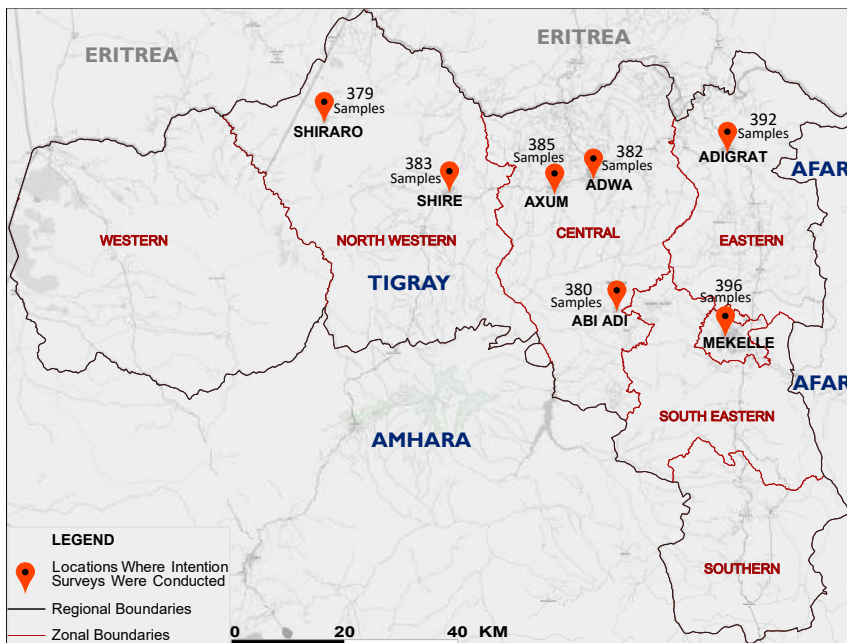 ERITREA
ERITREA
379
Samples
SHIRARO
383
Samples
SHIRE
385
Samples
AXUM
382
Samples
ADWA
392
Samples
ADIGRAT
AFAR
WESTERN
NORTH WESTERN
CENTRAL
EASTERN
TIGRAY
380
Samples
ABI ADI
396
Samples
MEKELLE
AFAR
SOUTH EASTERN
AMHARA
SOUTHERN
LEGEND
Locations Where Intention
Surveys Were Conducted
Regional Boundaries
Zonal Boundaries
0 20 40 KM